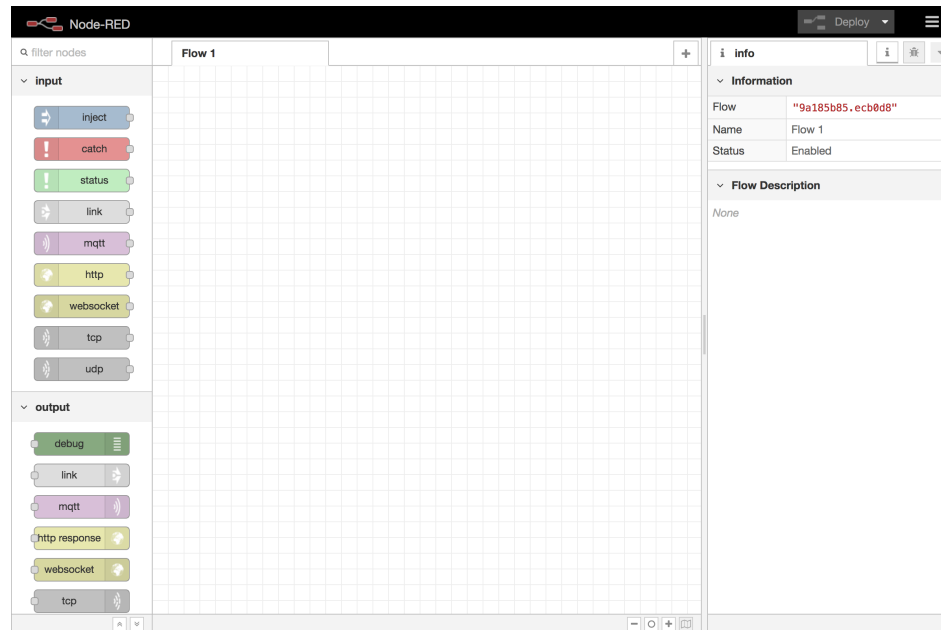 Node-RED
Deploy
filter nodes
Flow 1
i info
i
input
inject
catch
status
link
mqtt
http
websocket
tcp
udp
output
debug
link
mqtt
http response
websocket
tcp
Information
Flow "9a185b85.ecb0d8"
Name Flow 1
Status Enabled
Flow Description
None